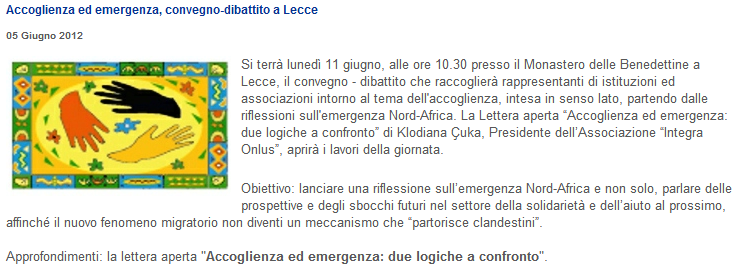 Accoglienza ed emergenza, convegno-dibattito a Lecce
05 Giugno 2012
Si terrà lunedì 11 giugno, alle ore 10.30 presso il Monastero delle Benedettine a
Lecce, il convegno - dibattito che raccoglierà rappresentanti di istituzioni ed
associazioni intorno al tema dell'accoglienza, intesa in senso lato, partendo dalle
riflessioni sull'emergenza Nord-Africa. La Lettera aperta “Accoglienza ed emergenza:
due logiche a confronto” di Klodiana Çuka, Presidente dell’Associazione “Integra
Onlus”, aprirà i lavori della giornata.
Obiettivo: lanciare una riflessione sull’emergenza Nord-Africa e non solo, parlare delle
prospettive e degli sbocchi futuri nel settore della solidarietà e dell’aiuto al prossimo,
affinché il nuovo fenomeno migratorio non diventi un meccanismo che “partorisce clandestini”.
Approfondimenti: la lettera aperta "Accoglienza ed emergenza: due logiche a confronto".